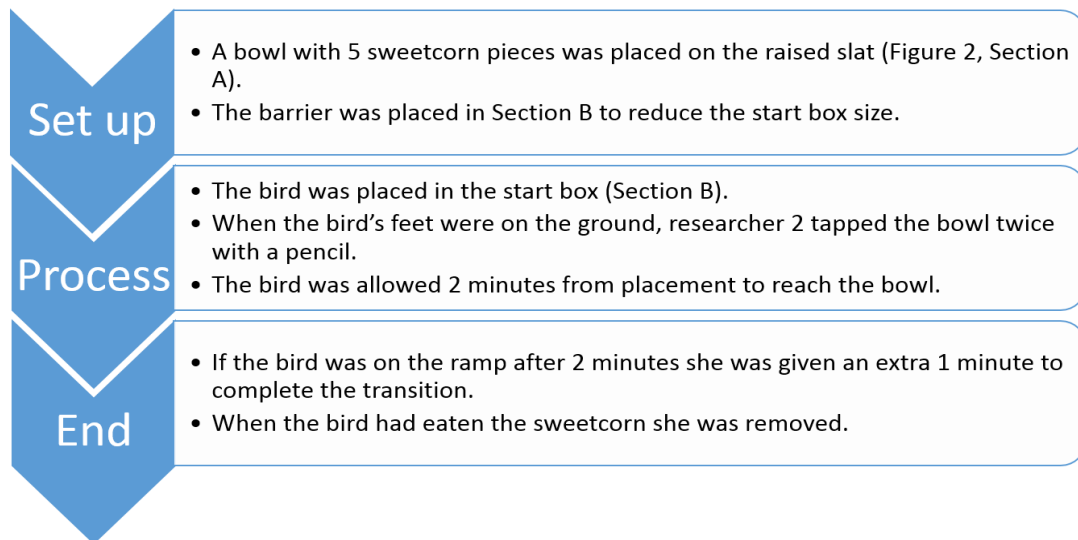 Set up
• A bowl with 5 sweetcorn pieces was placed on the raised slat (Figure 2, Section
A).
• The barrier was placed in Section B to reduce the start box size.
Process
• The bird was placed in the start box (Section B).
• When the bird's feet were on the ground, researcher 2 tapped the bowl twice
with a pencil.
• The bird was allowed 2 minutes from placement to reach the bowl.
End
• If the bird was on the ramp after 2 minutes she was given an extra 1 minute to
complete the transition.
• When the bird had eaten the sweetcorn she was removed.